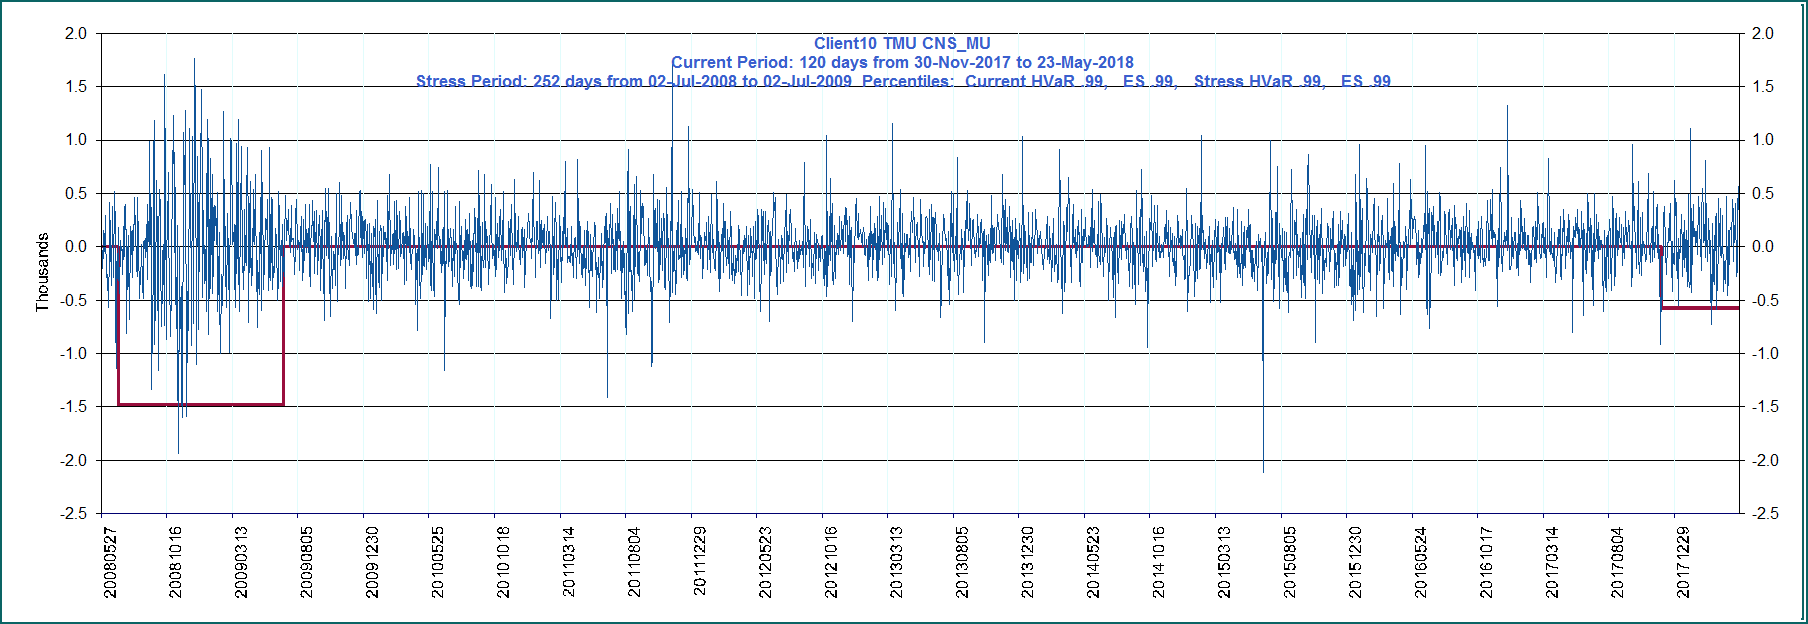 Client10 TMU CNS_MU
Current Period: 120 days from 30-Nov-2017 to 23-May-2018
Stress Period: 252 days from 02-Jul-2008 to 02-Jul-2009  Percentiles:  Current HVaR .99,   ES .99,   Stress HVaR .99,   ES .99
2.0 2.0
1.5 1.5
1.0 1.0
0.5 0.5
0.0 0.0
-0.5 -0.5
-1.0 -1.0
-1.5 -1.5
-2.0 -2.0
-2.5 -2.5
Thousands
20080527 20081016 20090313 20090805 20091230 20100525 20101018 20110314 20110804 20111229 20120523 20121016 20130313 20130805 20131230 20140523 20141016 20150313 20150805 20151230 20160524 20161017 20170314 20170804 20171229